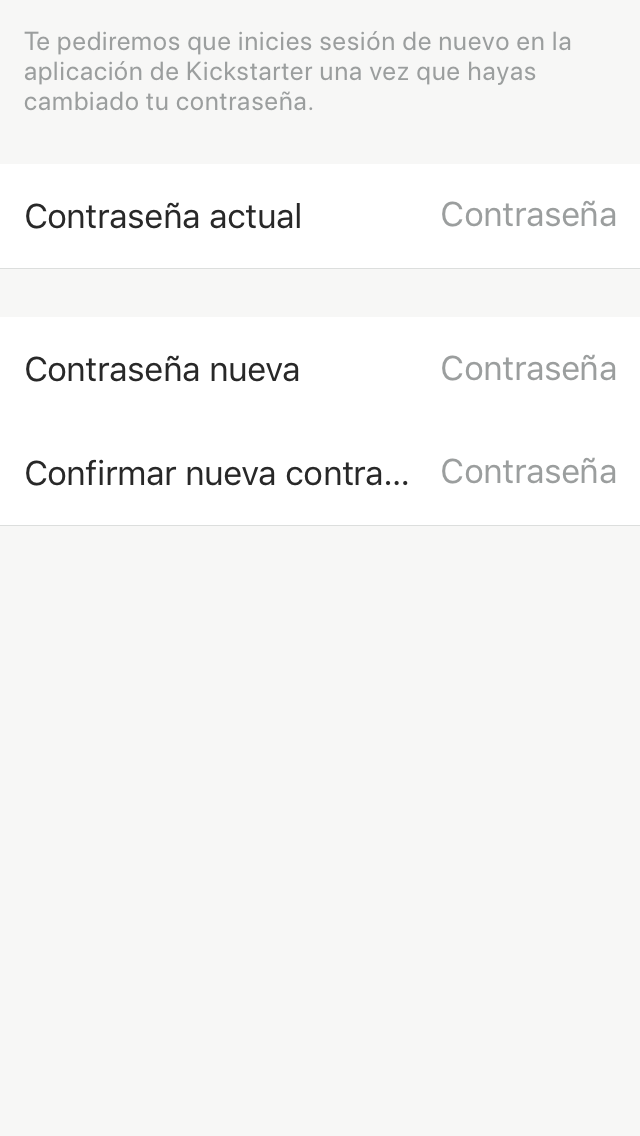 Te pediremos que inicies sesión de nuevo en la
aplicación de Kickstarter una vez que hayas
cambiado tu contraseña.
Contraseña actual Contraseña
Contraseña nueva Contraseña
Confirmar nueva contra... Contraseña